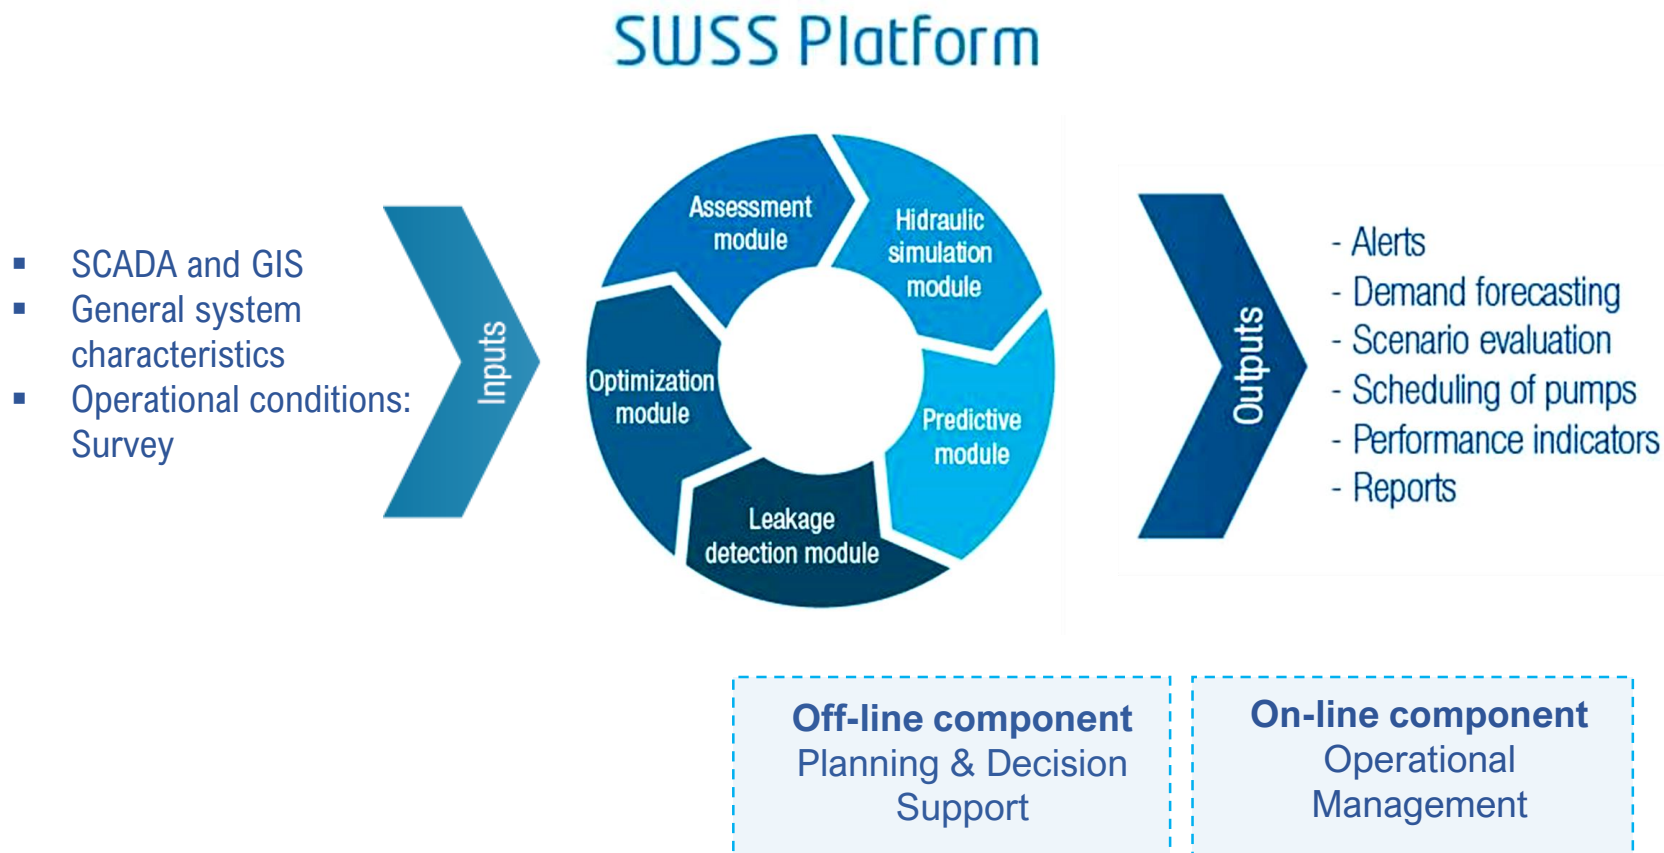 SWSS Platform
▪ SCADA and GIS
▪ General system
characteristics
▪ Operational conditions:
Survey
Inputs
Assessment
module
Hidraulic
simulation
module
Predictive
module
Leakage
detection module
Optimization
module
Outputs
- Alerts
- Demand forecasting
- Scenario evaluation
- Scheduling of pumps
- Performance indicators
- Reports
Off-line component
Planning & Decision
Support
On-line component
Operational
Management